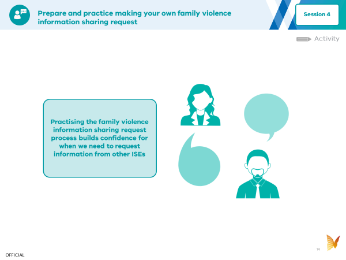 Prepare and practice making your own family violence
information sharing request
Session 4
Activity
Practising the family violence
information sharing request
process builds confidence for
when we need to request
information from other ISEs
OFFICIAL